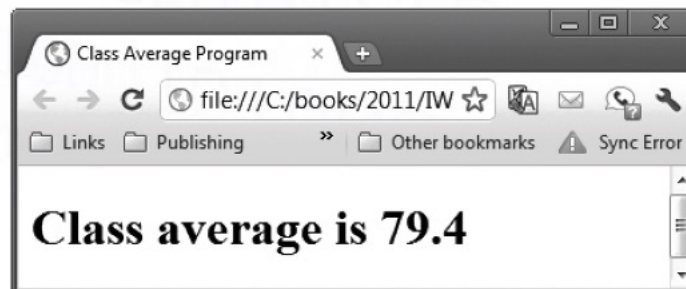 Class Average Program
file:///C:/books/2011/IW
Links Publishing » Other bookmarks Sync Error
Class average is 79.4